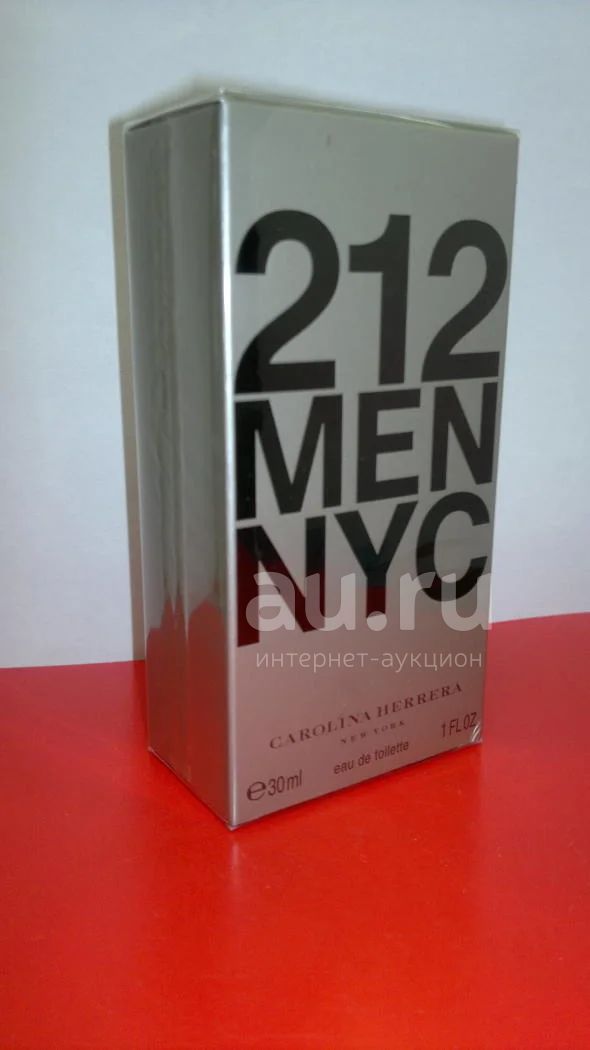 212
MEN
NYC
au.ru
интернет-аукцион
CAROLINA HERRERA
NEW YORK
eau de toilette
℮30ml
1 FL OZ